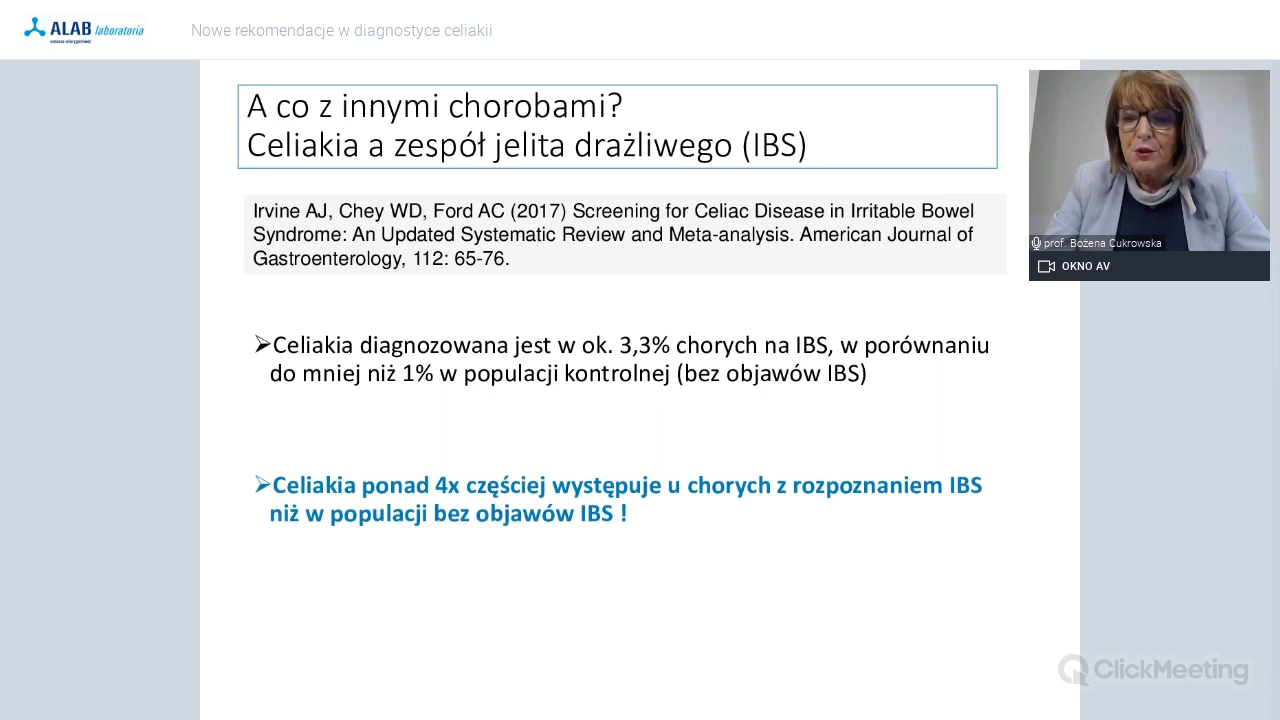 ALAB laboratoria
Nowe rekomendacje w diagnostyce celiakii
A co z innymi chorobami?
Celiakia a zespół jelita drażliwego (IBS)
Irvine AJ, Chey WD, Ford AC (2017) Screening for Celiac Disease in Irritable Bowel
Syndrome: An Updated Systematic Review and Meta-analysis. American Journal of
Gastroenterology, 112: 65-76.
prof. Bożena Cukrowska
OKNO AV
➢Celiakia diagnozowana jest w ok. 3,3% chorych na IBS, w porównaniu
do mniej niż 1% w populacji kontrolnej (bez objawów IBS)
➢Celiakia ponad 4x częściej występuje u chorych z rozpoznaniem IBS
niż w populacji bez objawów IBS !
ClickMeeting